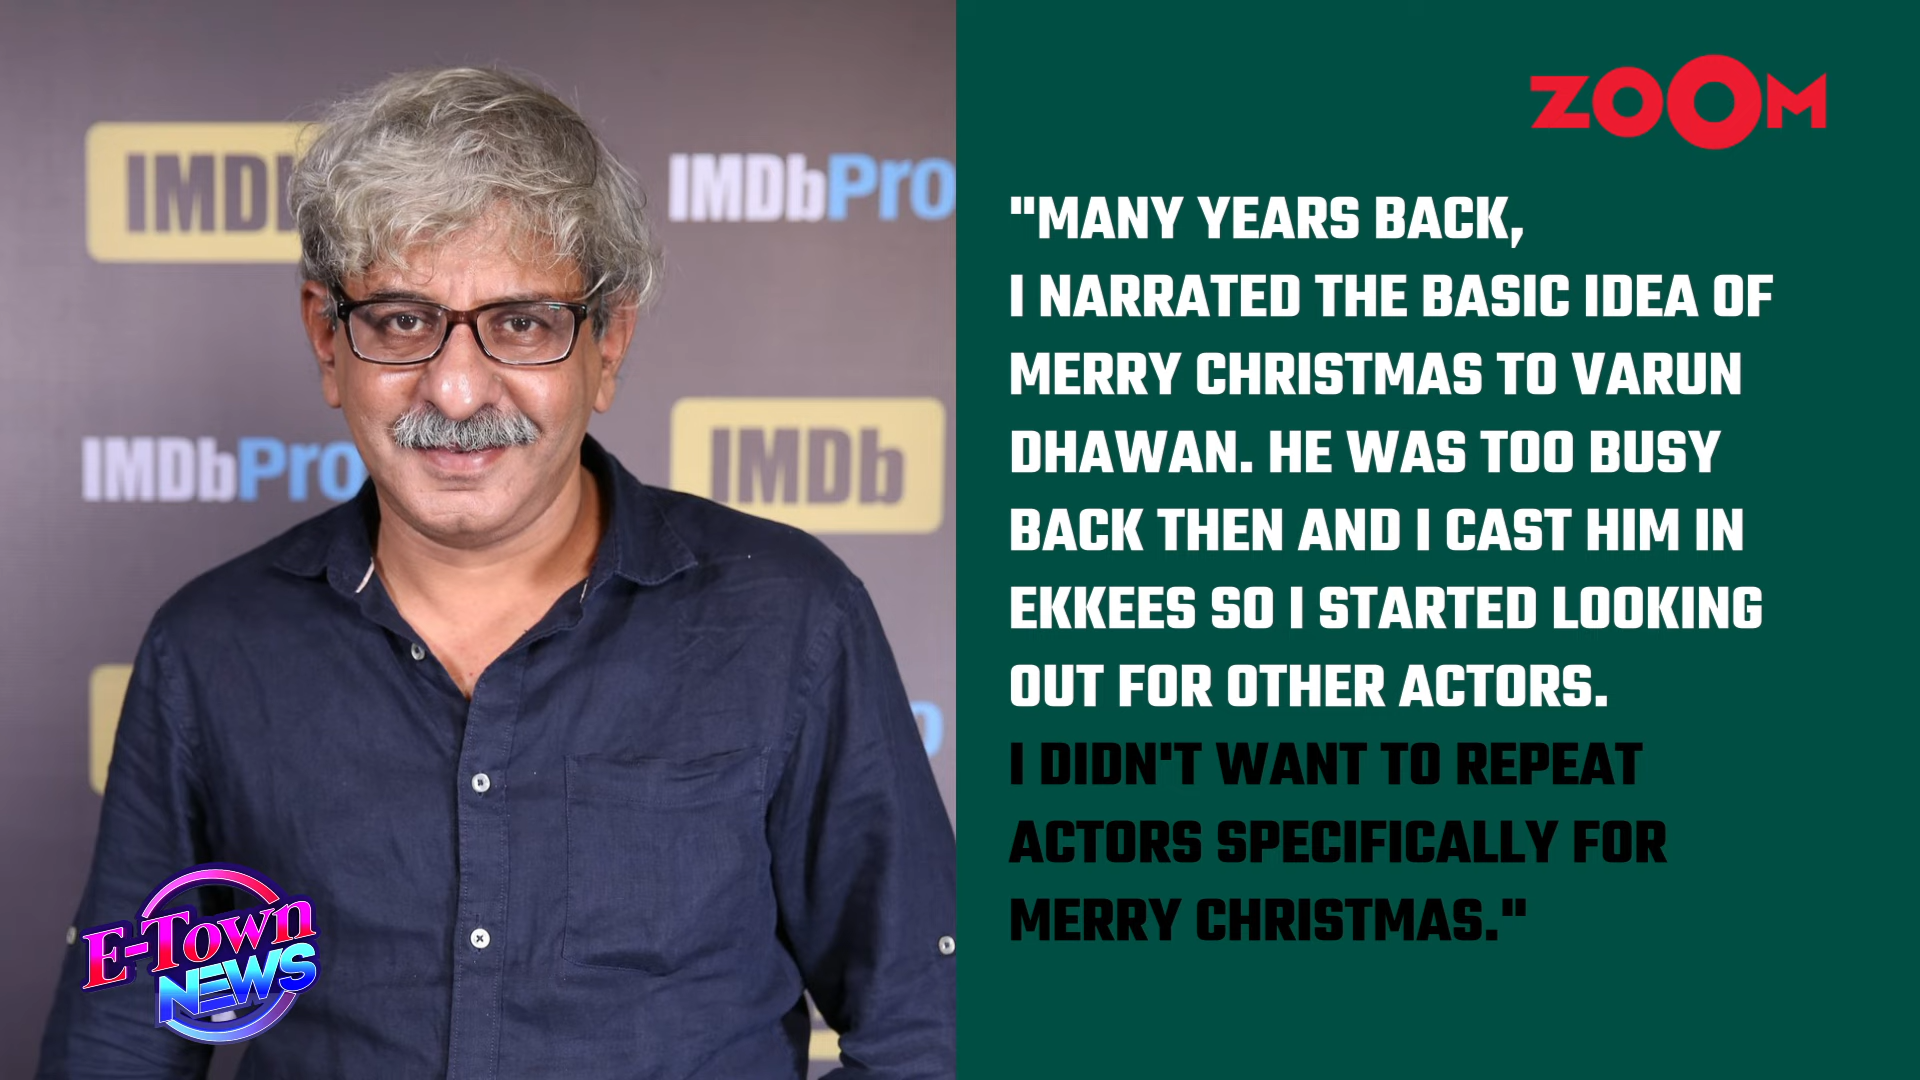 IMDb
IMDbPro
IMDbPro
IMDb
E-Town
NEWS
ZOOM
"MANY YEARS BACK,
I NARRATED THE BASIC IDEA OF
MERRY CHRISTMAS TO VARUN
DHAWAN. HE WAS TOO BUSY
BACK THEN AND I CAST HIM IN
EKKEES SO I STARTED LOOKING
OUT FOR OTHER ACTORS.
I DIDN'T WANT TO REPEAT
ACTORS SPECIFICALLY FOR
MERRY CHRISTMAS."